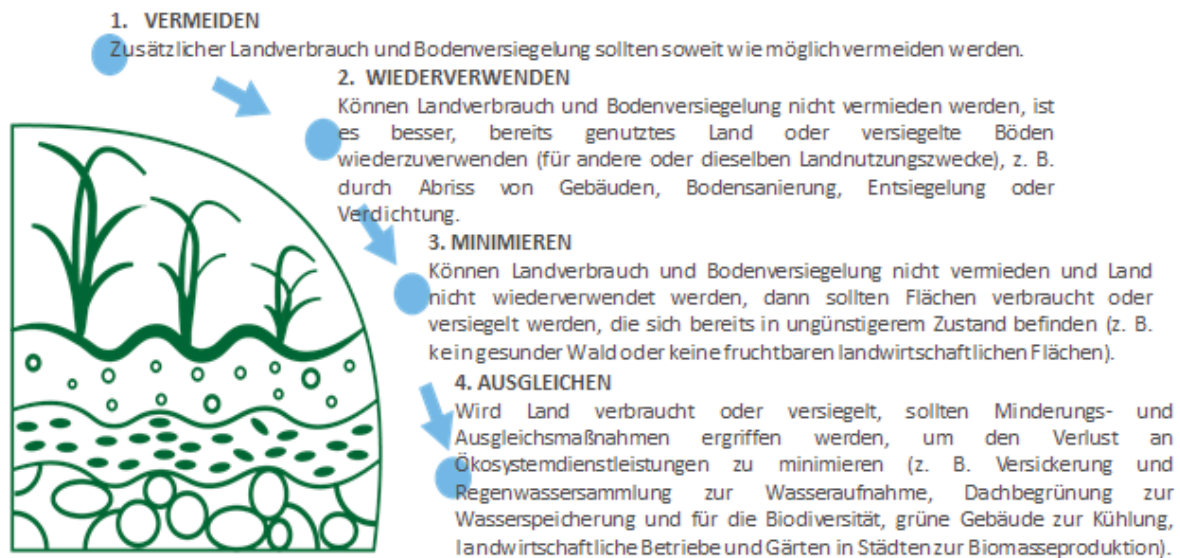 1. VERMEIDEN
Zusätzlicher Landverbrauch und Bodenversiegelung sollten soweit wie möglich vermeiden werden.
2. WIEDERVERWENDEN
Können Landverbrauch und Bodenversiegelung nicht vermieden werden, ist
es besser, bereits genutztes Land oder versiegelte Böden
wiederzuverwenden (für andere oder dieselben Landnutzungszwecke), z. B.
durch Abriss von Gebäuden, Bodensanierung, Entsiegelung oder
Verdichtung.
3. MINIMIEREN
Können Landverbrauch und Bodenversiegelung nicht vermieden und Land
nicht wiederverwendet werden, dann sollten Flächen verbraucht oder
versiegelt werden, die sich bereits in ungünstigerem Zustand befinden (z. B.
kein gesunder Wald oder keine fruchtbaren landwirtschaftlichen Flächen).
4. AUSGLEICHEN
Wird Land verbraucht oder versiegelt, sollten Minderungs- und
Ausgleichsmaßnahmen ergriffen werden, um den Verlust an
Ökosystemdienstleistungen zu minimieren (z. B. Versickerung und
Regenwassersammlung zur Wasseraufnahme, Dachbegrünung zur
Wasserspeicherung und für die Biodiversität, grüne Gebäude zur Kühlung,
landwirtschaftliche Betriebe und Gärten in Städten zur Biomasseproduktion).